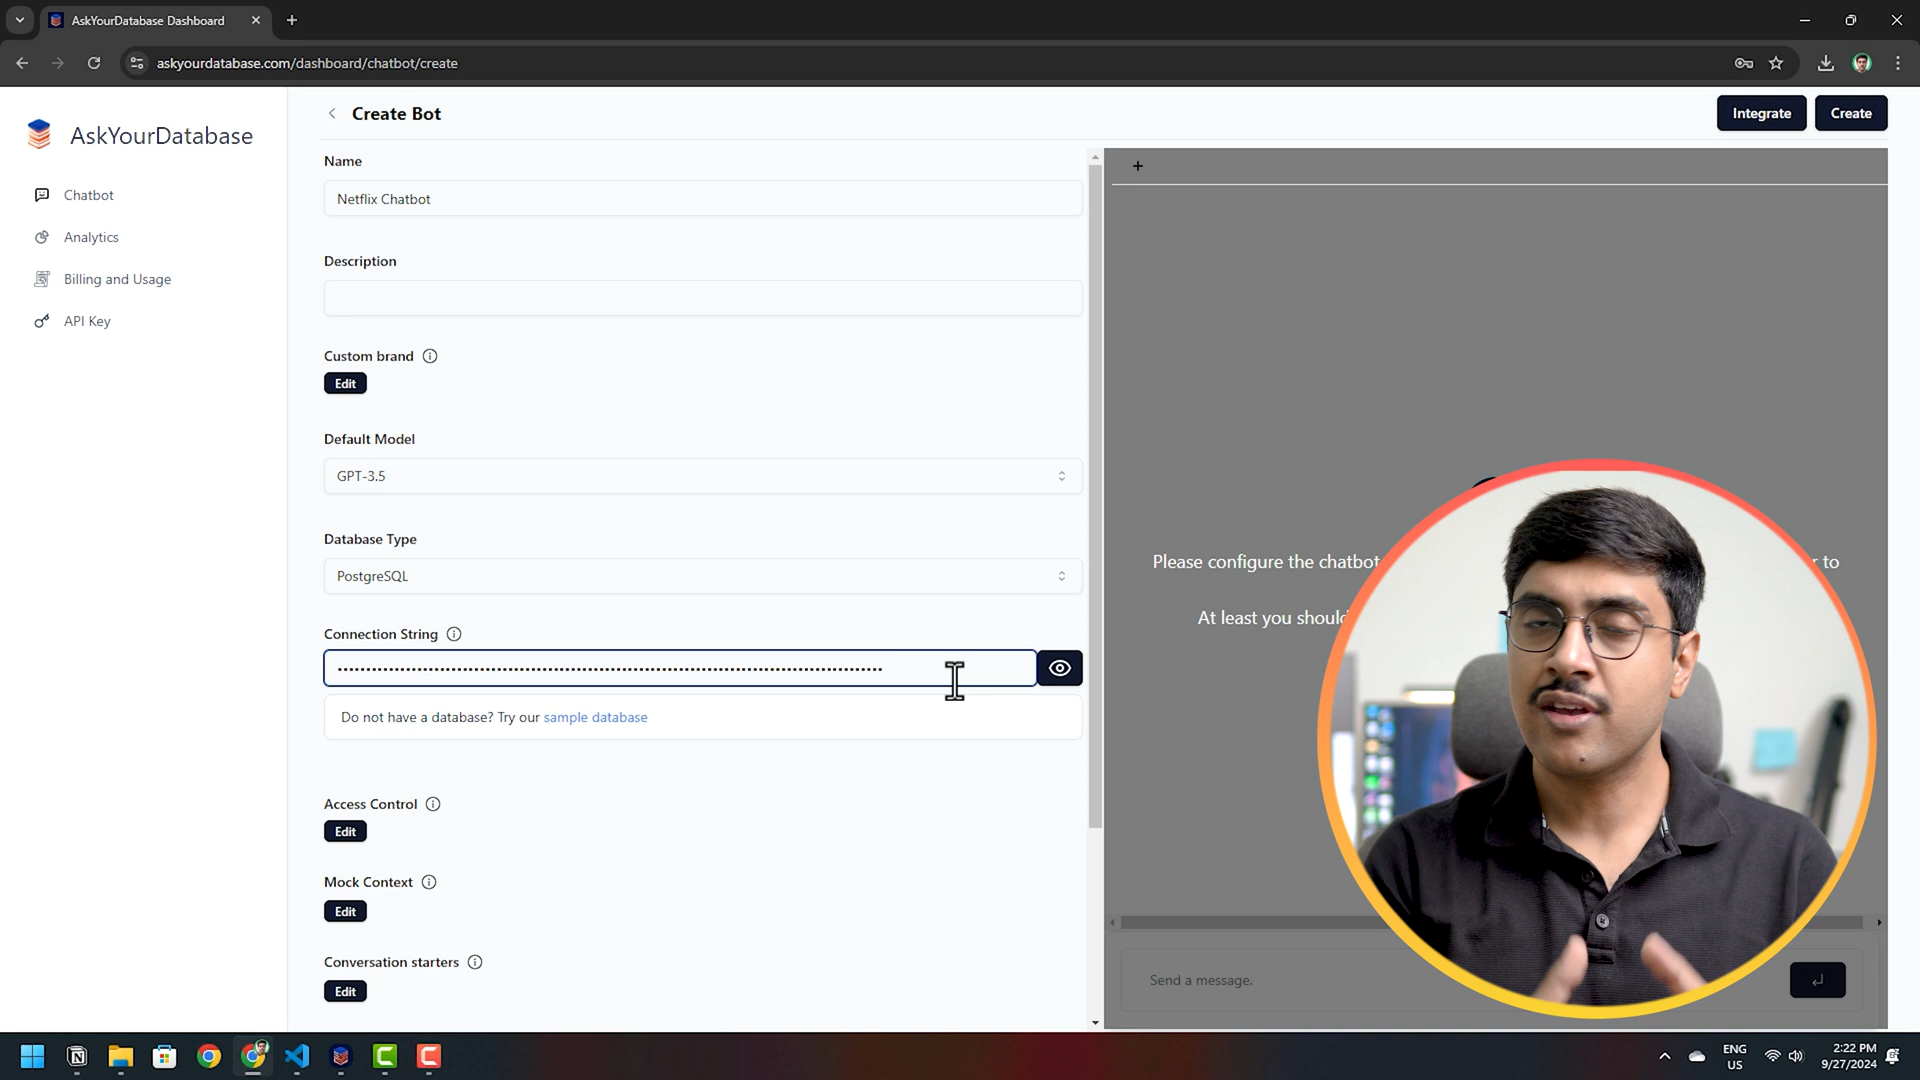 AskYourDatabase Dashboard
askyourdatabase.com/dashboard/chatbot/create
AskYourDatabase
Chatbot
Analytics
Billing and Usage
API Key
Create Bot
Integrate
Create
Name
Netflix Chatbot
Description
Custom brand
Edit
Default Model
GPT-3.5
Database Type
PostgreSQL
Connection String
Do not have a database? Try our sample database
Access Control
Edit
Mock Context
Edit
Conversation starters
Edit
Please configure the chatbot
to
At least you should
Send a message.
ENG
US
2:22 PM
9/27/2024